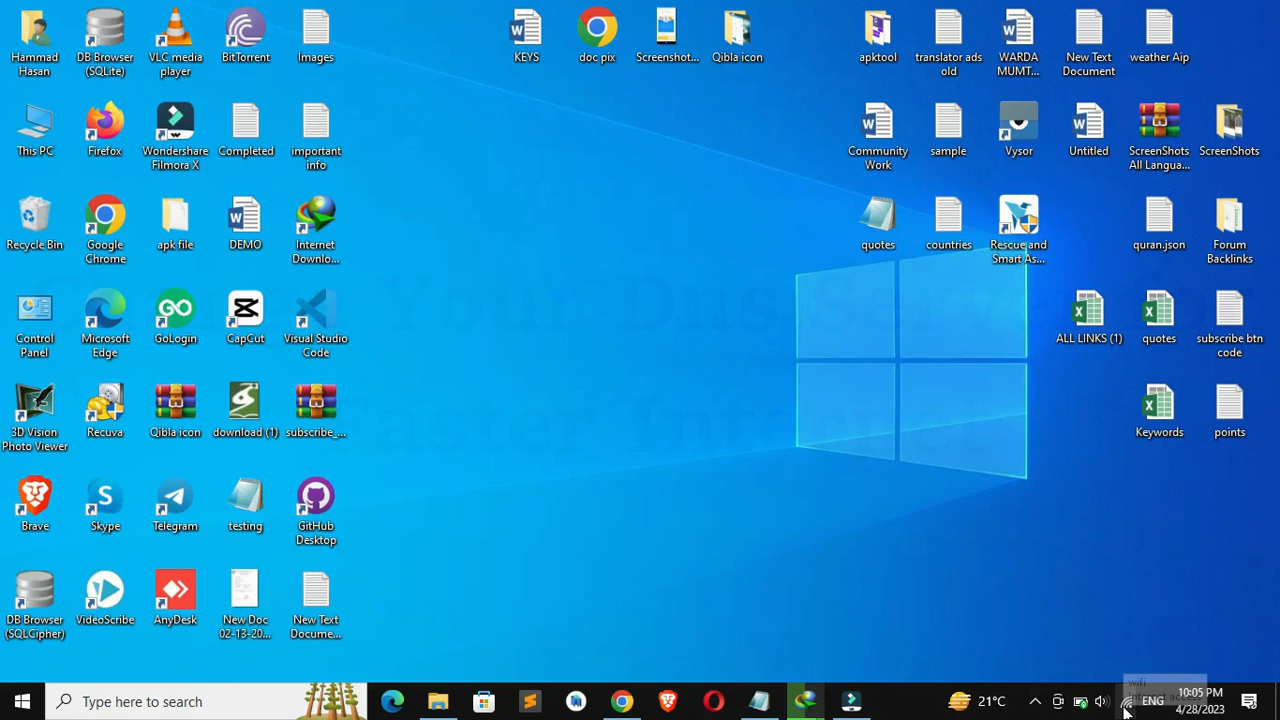 Hammad
Hasan
DB Browser
(SQLite)
VLC media
player
BitTorrent
Images
KEYS
doc pix
Screenshot...
Qibla icon
apktool
translator ads
old
WARDA
MUMT...
New Text
Document
weather Aip
This PC
Firefox
Wondershare
Filmora X
Completed
important
info
Community
Work
sample
Vysor
Untitled
ScreenShots
All Langua...
ScreenShots
Recycle Bin
Google
Chrome
apk file
DEMO
Internet
Downlo...
quotes
countries
Rescue and
Smart As...
quran.json
Forum
Backlinks
Control
Panel
Microsoft
Edge
GoLogin
CapCut
Visual Studio
Code
ALL LINKS (1)
quotes
subscribe btn
code
3D Vision
Photo Viewer
Recuva
Qibla icon
download (1)
subscribe_...
Keywords
points
Brave
Skype
Telegram
testing
GitHub
Desktop
DB Browser
(SQLCipher)
VideoScribe
AnyDesk
New Doc
02-13-20...
New Text
Docume...
Type here to search
21°C
wifi
ENG
10:05 PM
4/28/2023